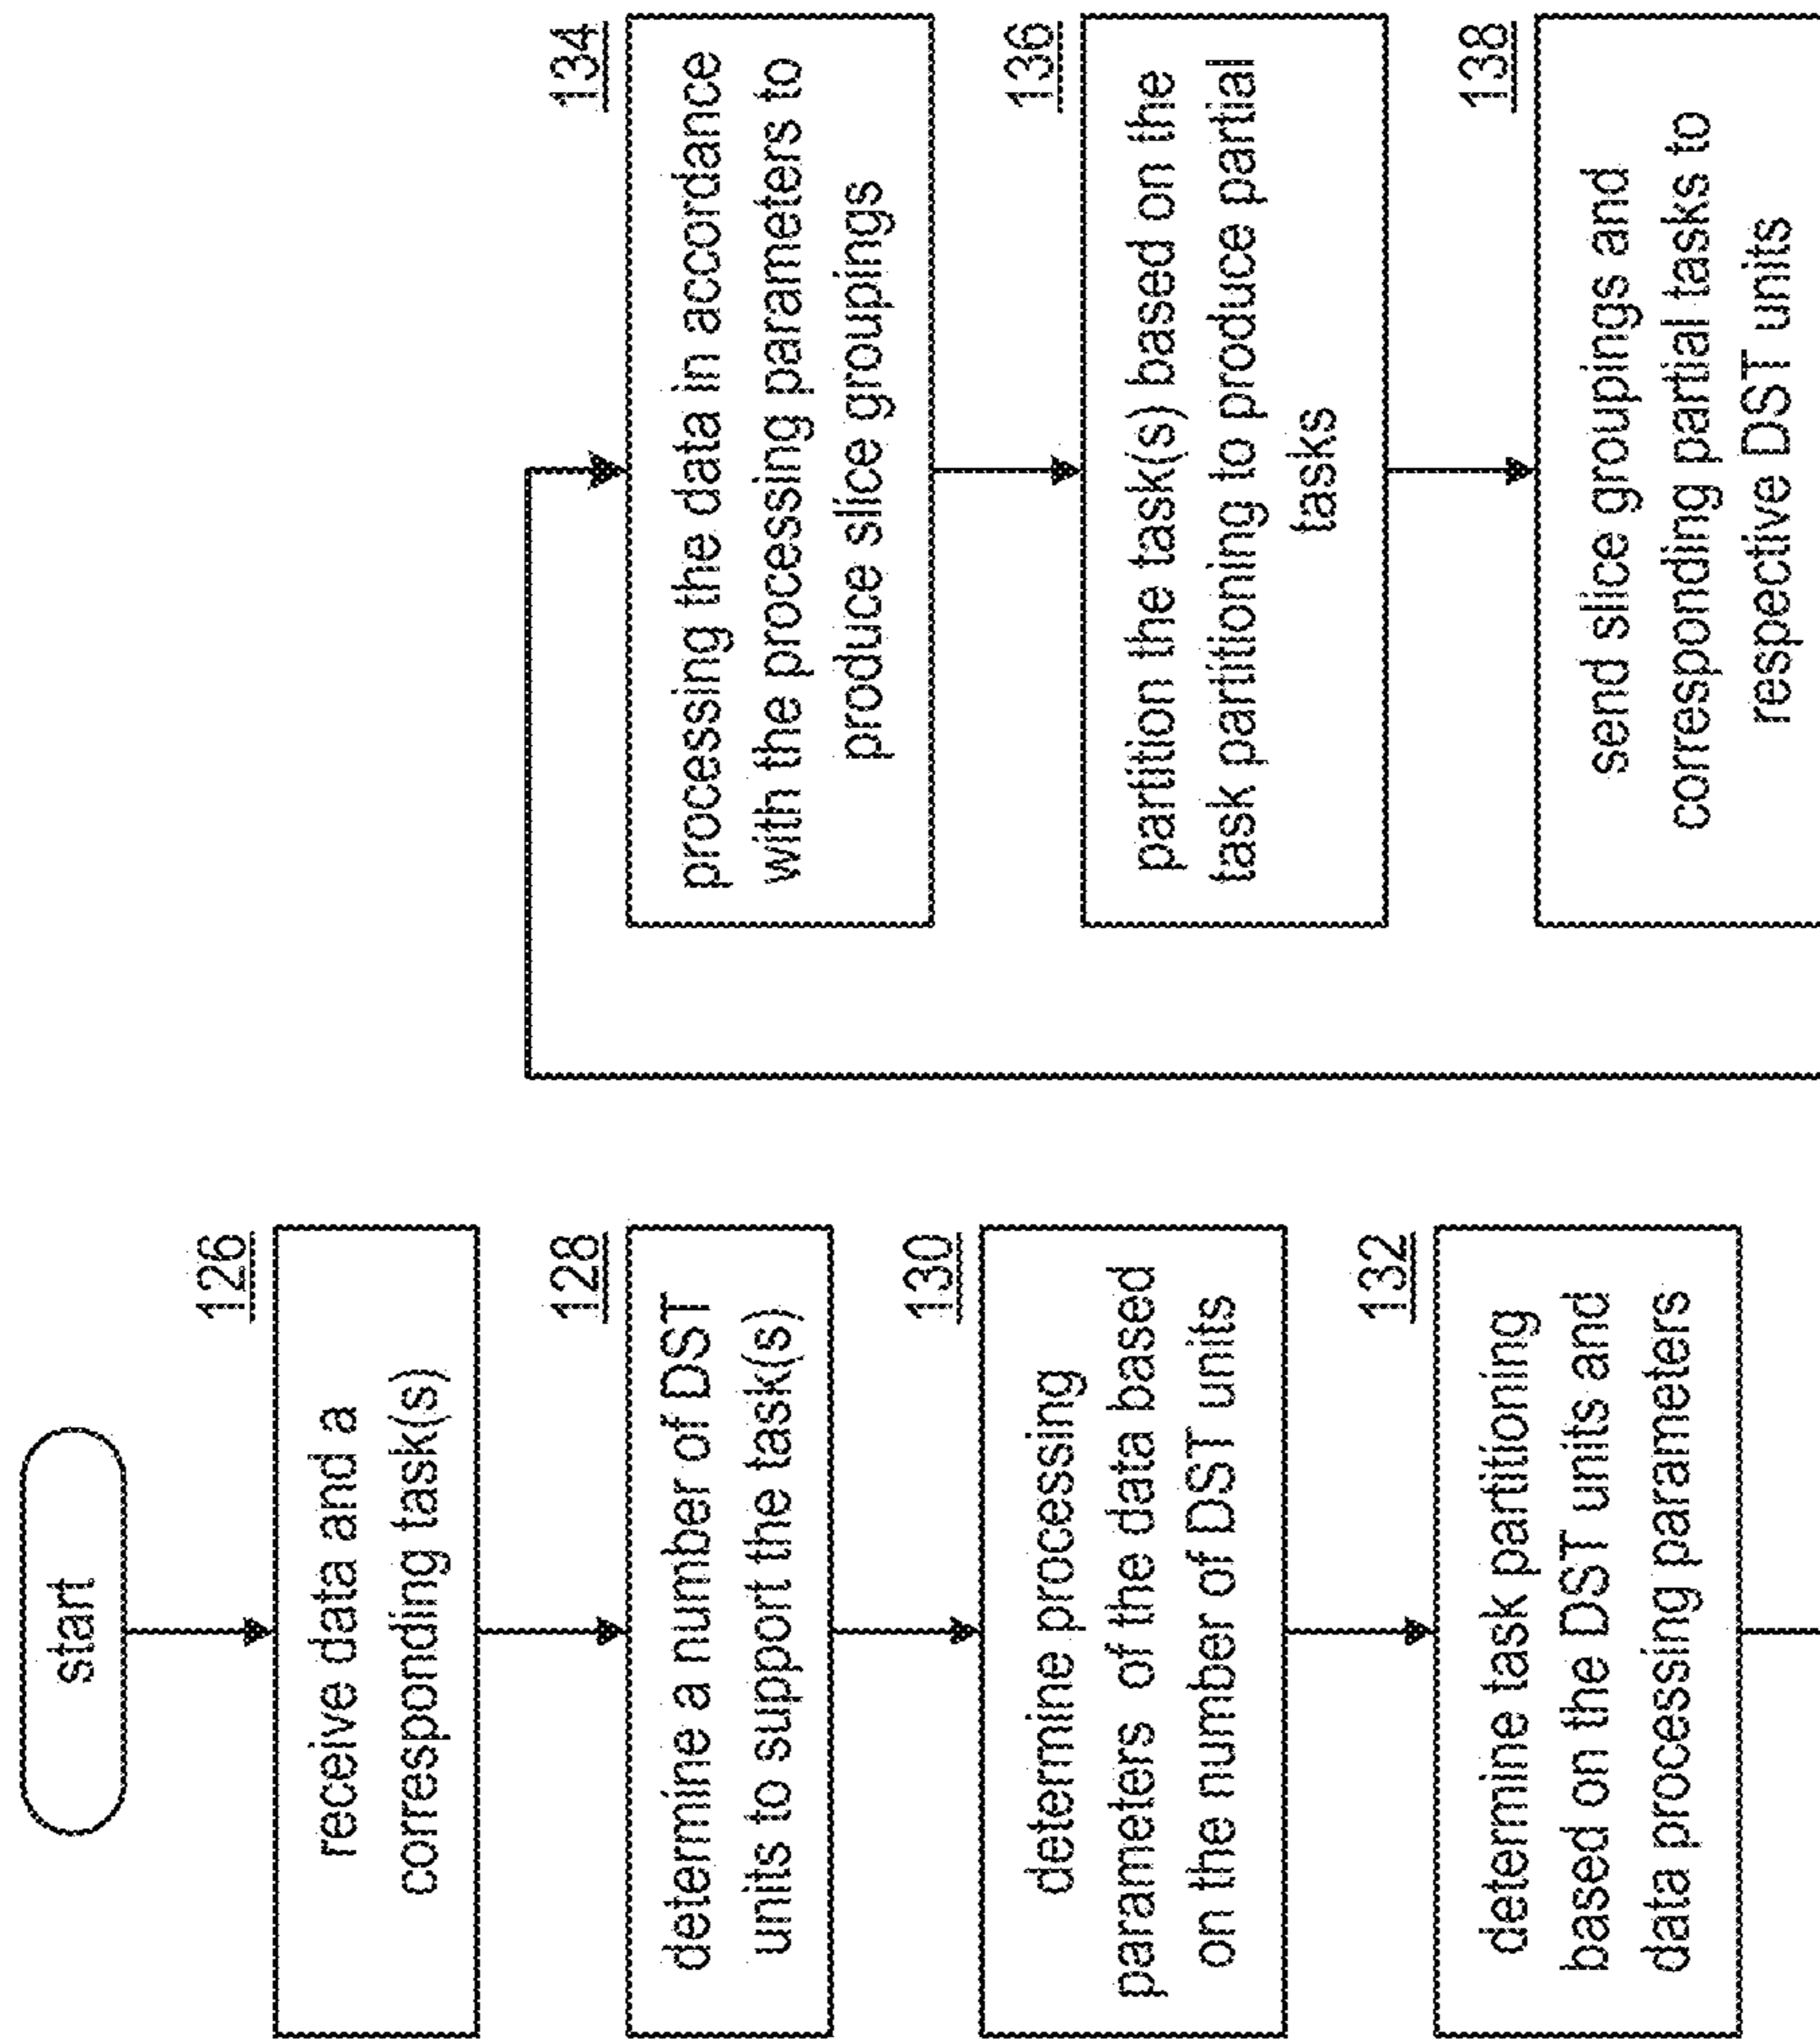 start
126
receive data and a
corresponding task(s)
128
determine a number of DST
units to support the task(s)
130
determine processing
parameters of the data based
on the number of DST units
132
determine task partitioning
based on the DST units and
data processing parameters
134
processing the data in accordance
with the processing parameters to
produce slice groupings
136
partition the task(s) based on the
task partitioning to produce partial
tasks
138
send slice groupings and
corresponding partial tasks to
respective DST units